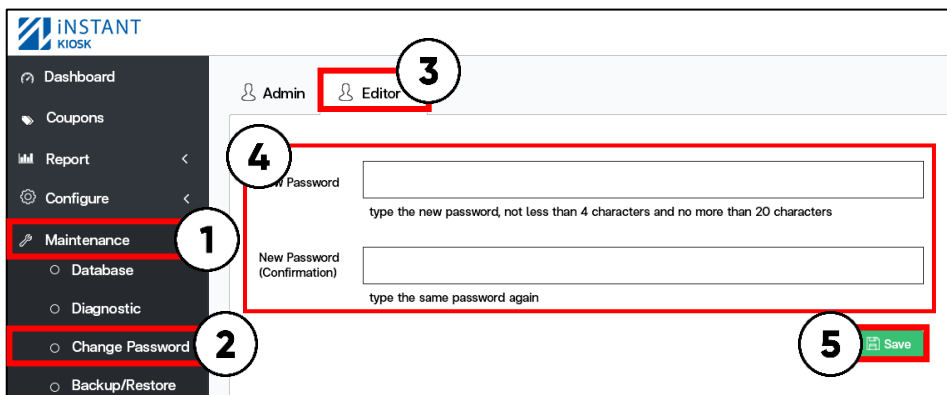 iNSTANT
KIOSK
Dashboard
Coupons
Report
Configure
Maintenance
1
Database
Diagnostic
Change Password
2
Backup/Restore
Admin
Editor
3
4
Password
type the new password, not less than 4 characters and no more than 20 characters
New Password
(Confirmation)
type the same password again
5
Save